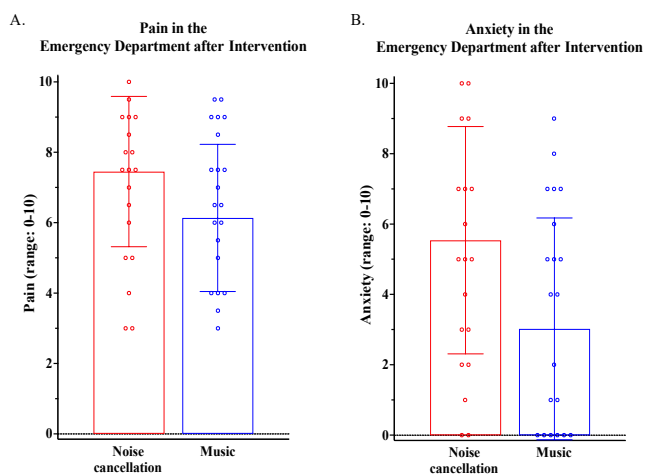 A.
Pain in the
Emergency Department after Intervention
Pain (range: 0-10)
10
8
6
4
2
0
Noise
cancellation
Music
B.
Anxiety in the
Emergency Department after Intervention
Anxiety (range: 0-10)
10
8
6
4
2
0
Noise
cancellation
Music